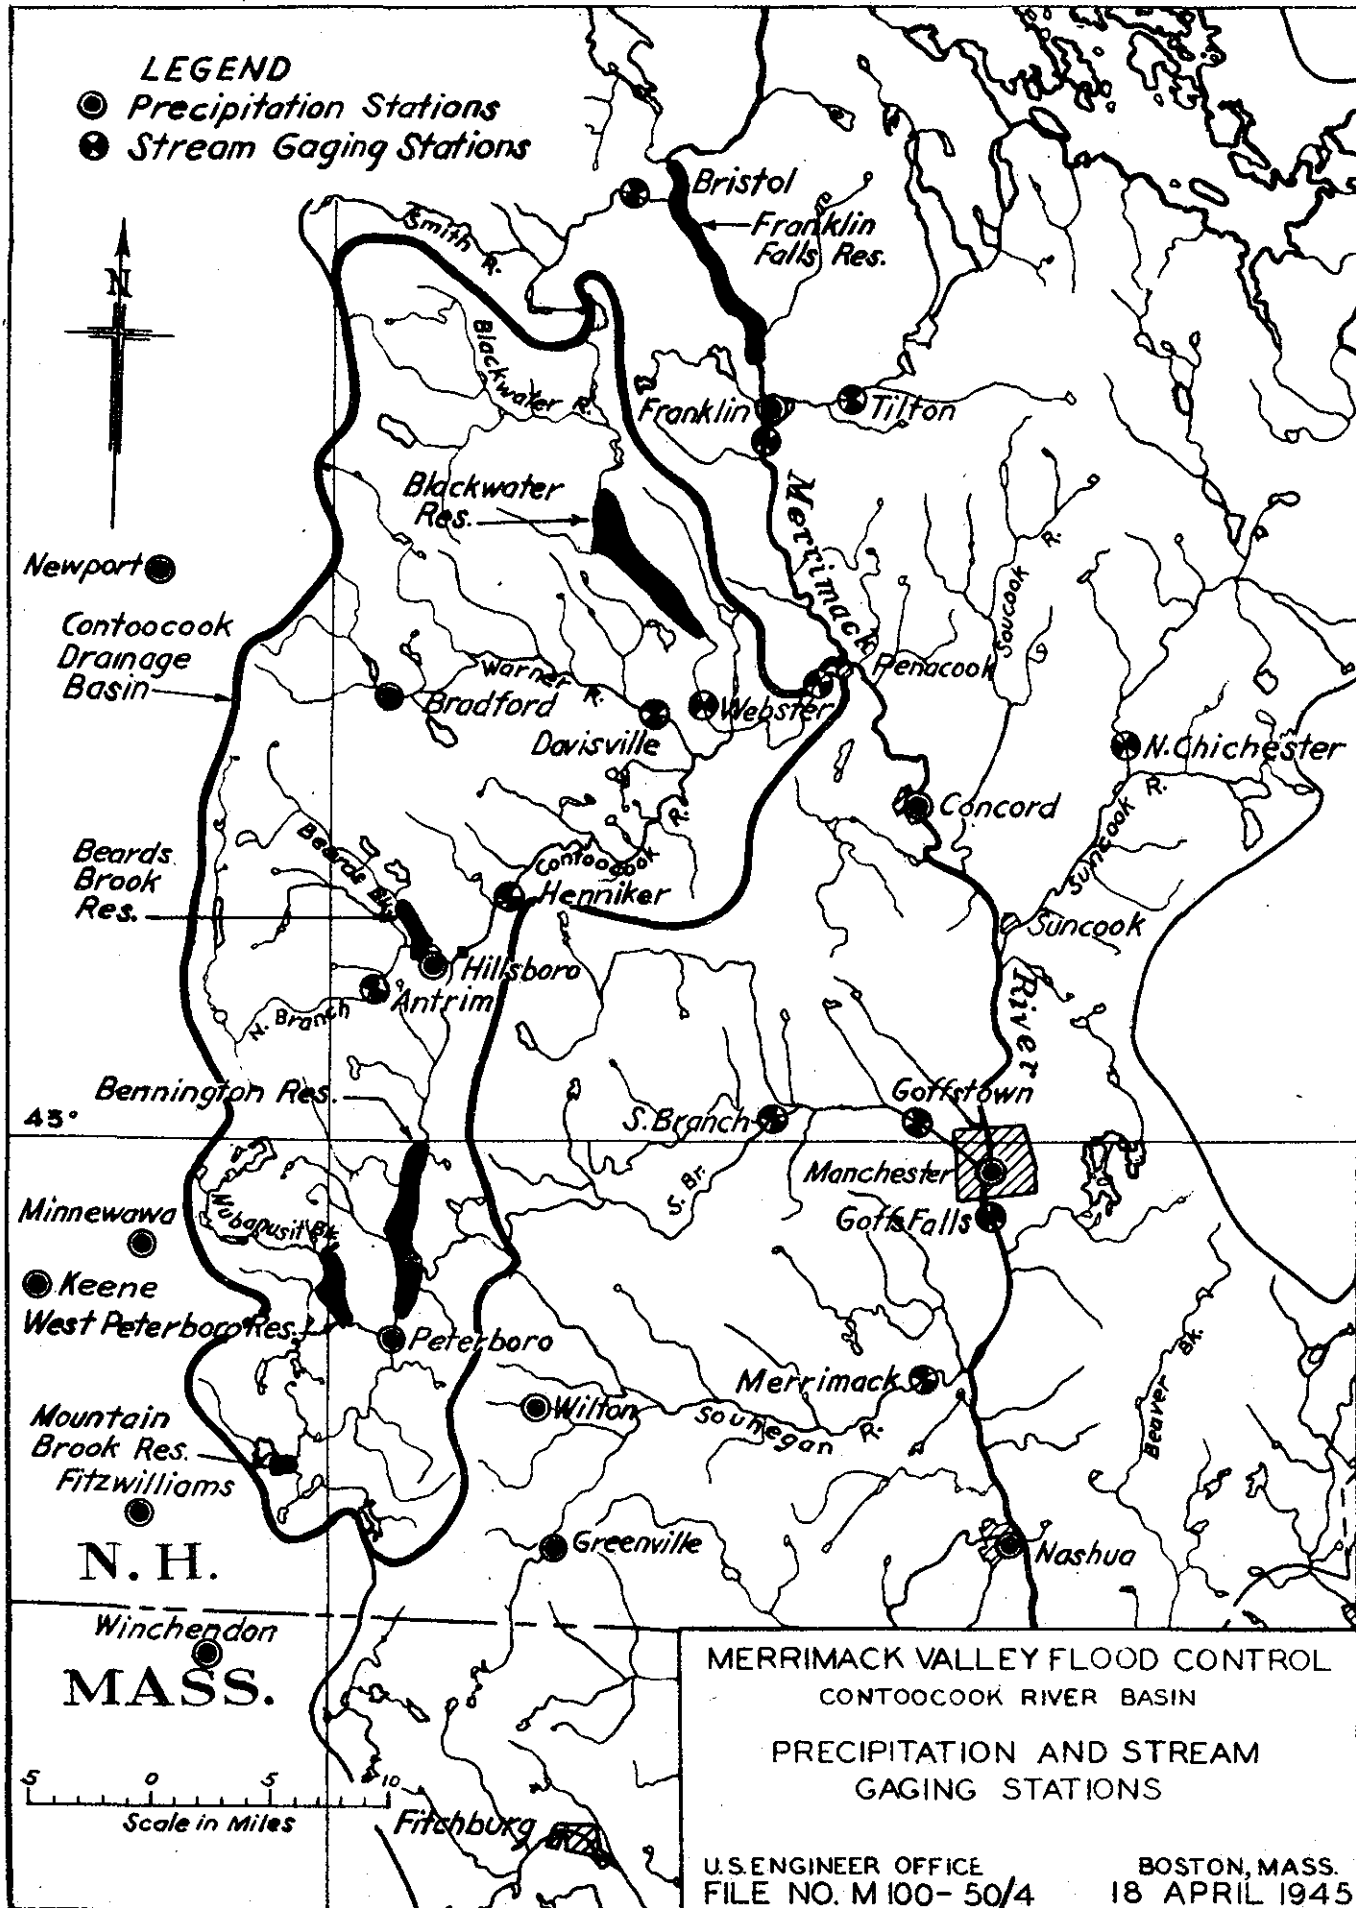 LEGEND
Precipitation Stations
Stream Gaging Stations
N
Bristol
Franklin
Falls Res.
Smith R.
Blackwater R.
Franklin
Tilton
Blackwater
Res.
Merrimack
Soucook R.
Newport
Contoocook
Drainage
Basin
Warner R.
Bradford
Penacook
Webster
Davisville
N. Chichester
Concord
Suncook R.
Beards
Brook
Res.
Beards Bk.
Contoocook R.
Henniker
Suncook
Hillsboro
Antrim
N. Branch
River
Bennington Res.
Goffstown
43°
S. Branch
S. Br.
Manchester
Minnewawa
Nubanusit Bk.
Goffs Falls
Keene
West Peterboro Res.
Peterboro
Merrimack
Beaver Bk.
Wilton
Souhegan R.
Mountain
Brook Res.
Fitzwilliams
N. H.
Greenville
Nashua
Winchendon
MASS.
5 0 5 10
Scale in Miles
Fitchburg
MERRIMACK VALLEY FLOOD CONTROL
CONTOOCOOK RIVER BASIN
PRECIPITATION AND STREAM
GAGING STATIONS
U.S. ENGINEER OFFICE BOSTON, MASS.
FILE NO. M 100-50/4 18 APRIL 1945